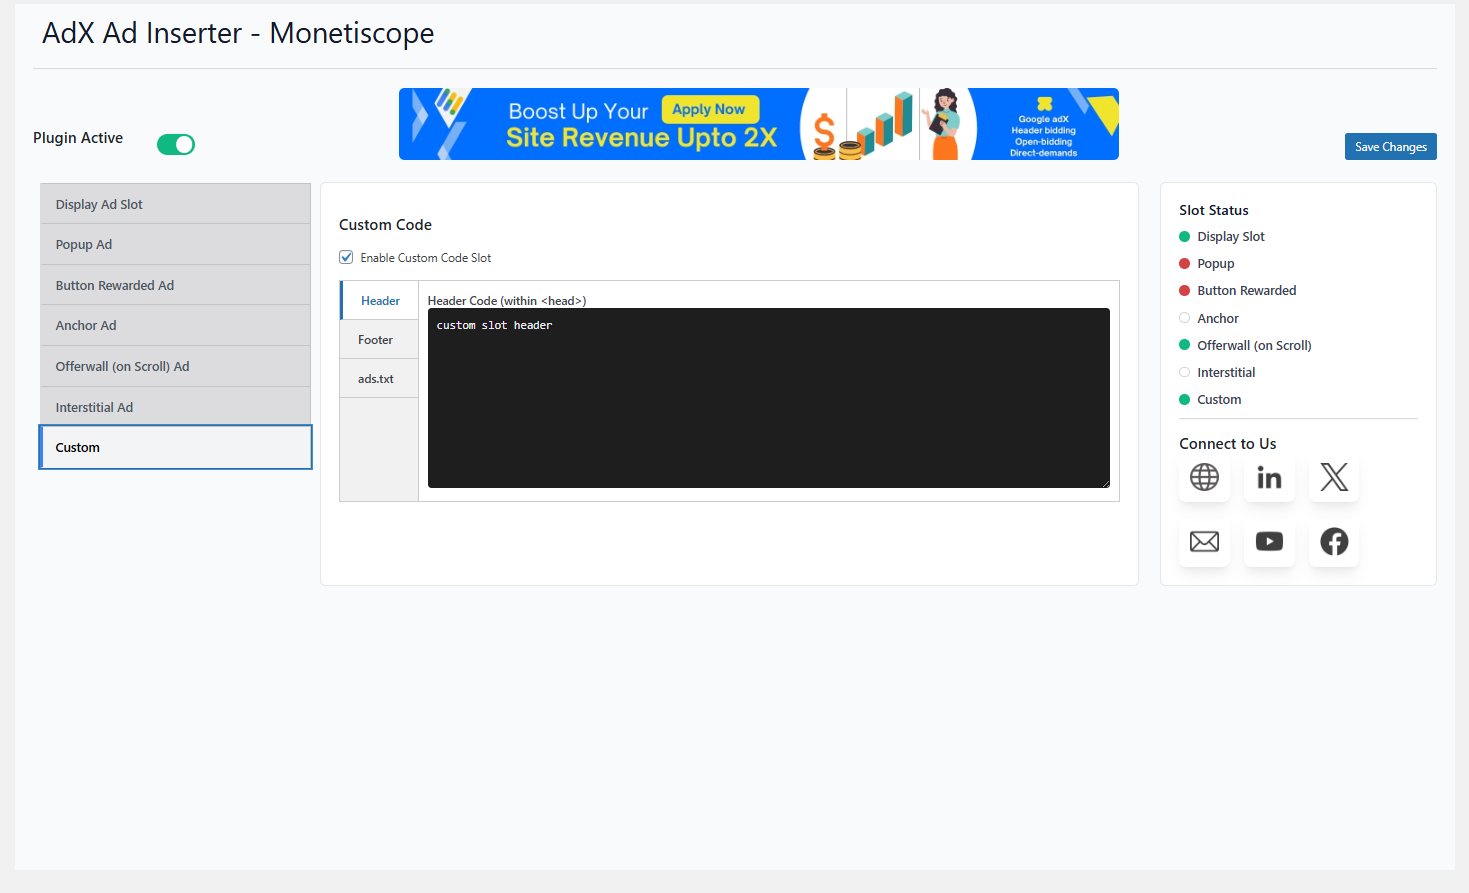 AdX Ad Inserter - Monetiscope
Plugin Active
Boost Up Your
Apply Now
Site Revenue Upto 2X
Google adX
Header bidding
Open-bidding
Direct-demands
Save Changes
Display Ad Slot
Popup Ad
Button Rewarded Ad
Anchor Ad
Offerwall (on Scroll) Ad
Interstitial Ad
Custom
Custom Code
Enable Custom Code Slot
Header
Footer
ads.txt
Header Code (within <head>)
custom slot header
Slot Status
Display Slot
Popup
Button Rewarded
Anchor
Offerwall (on Scroll)
Interstitial
Custom
Connect to Us